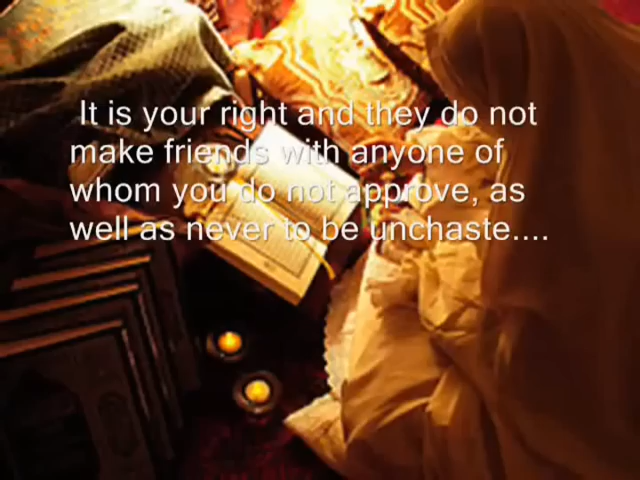 It is your right and they do not
make friends with anyone of
whom you do not approve, as
well as never to be unchaste....